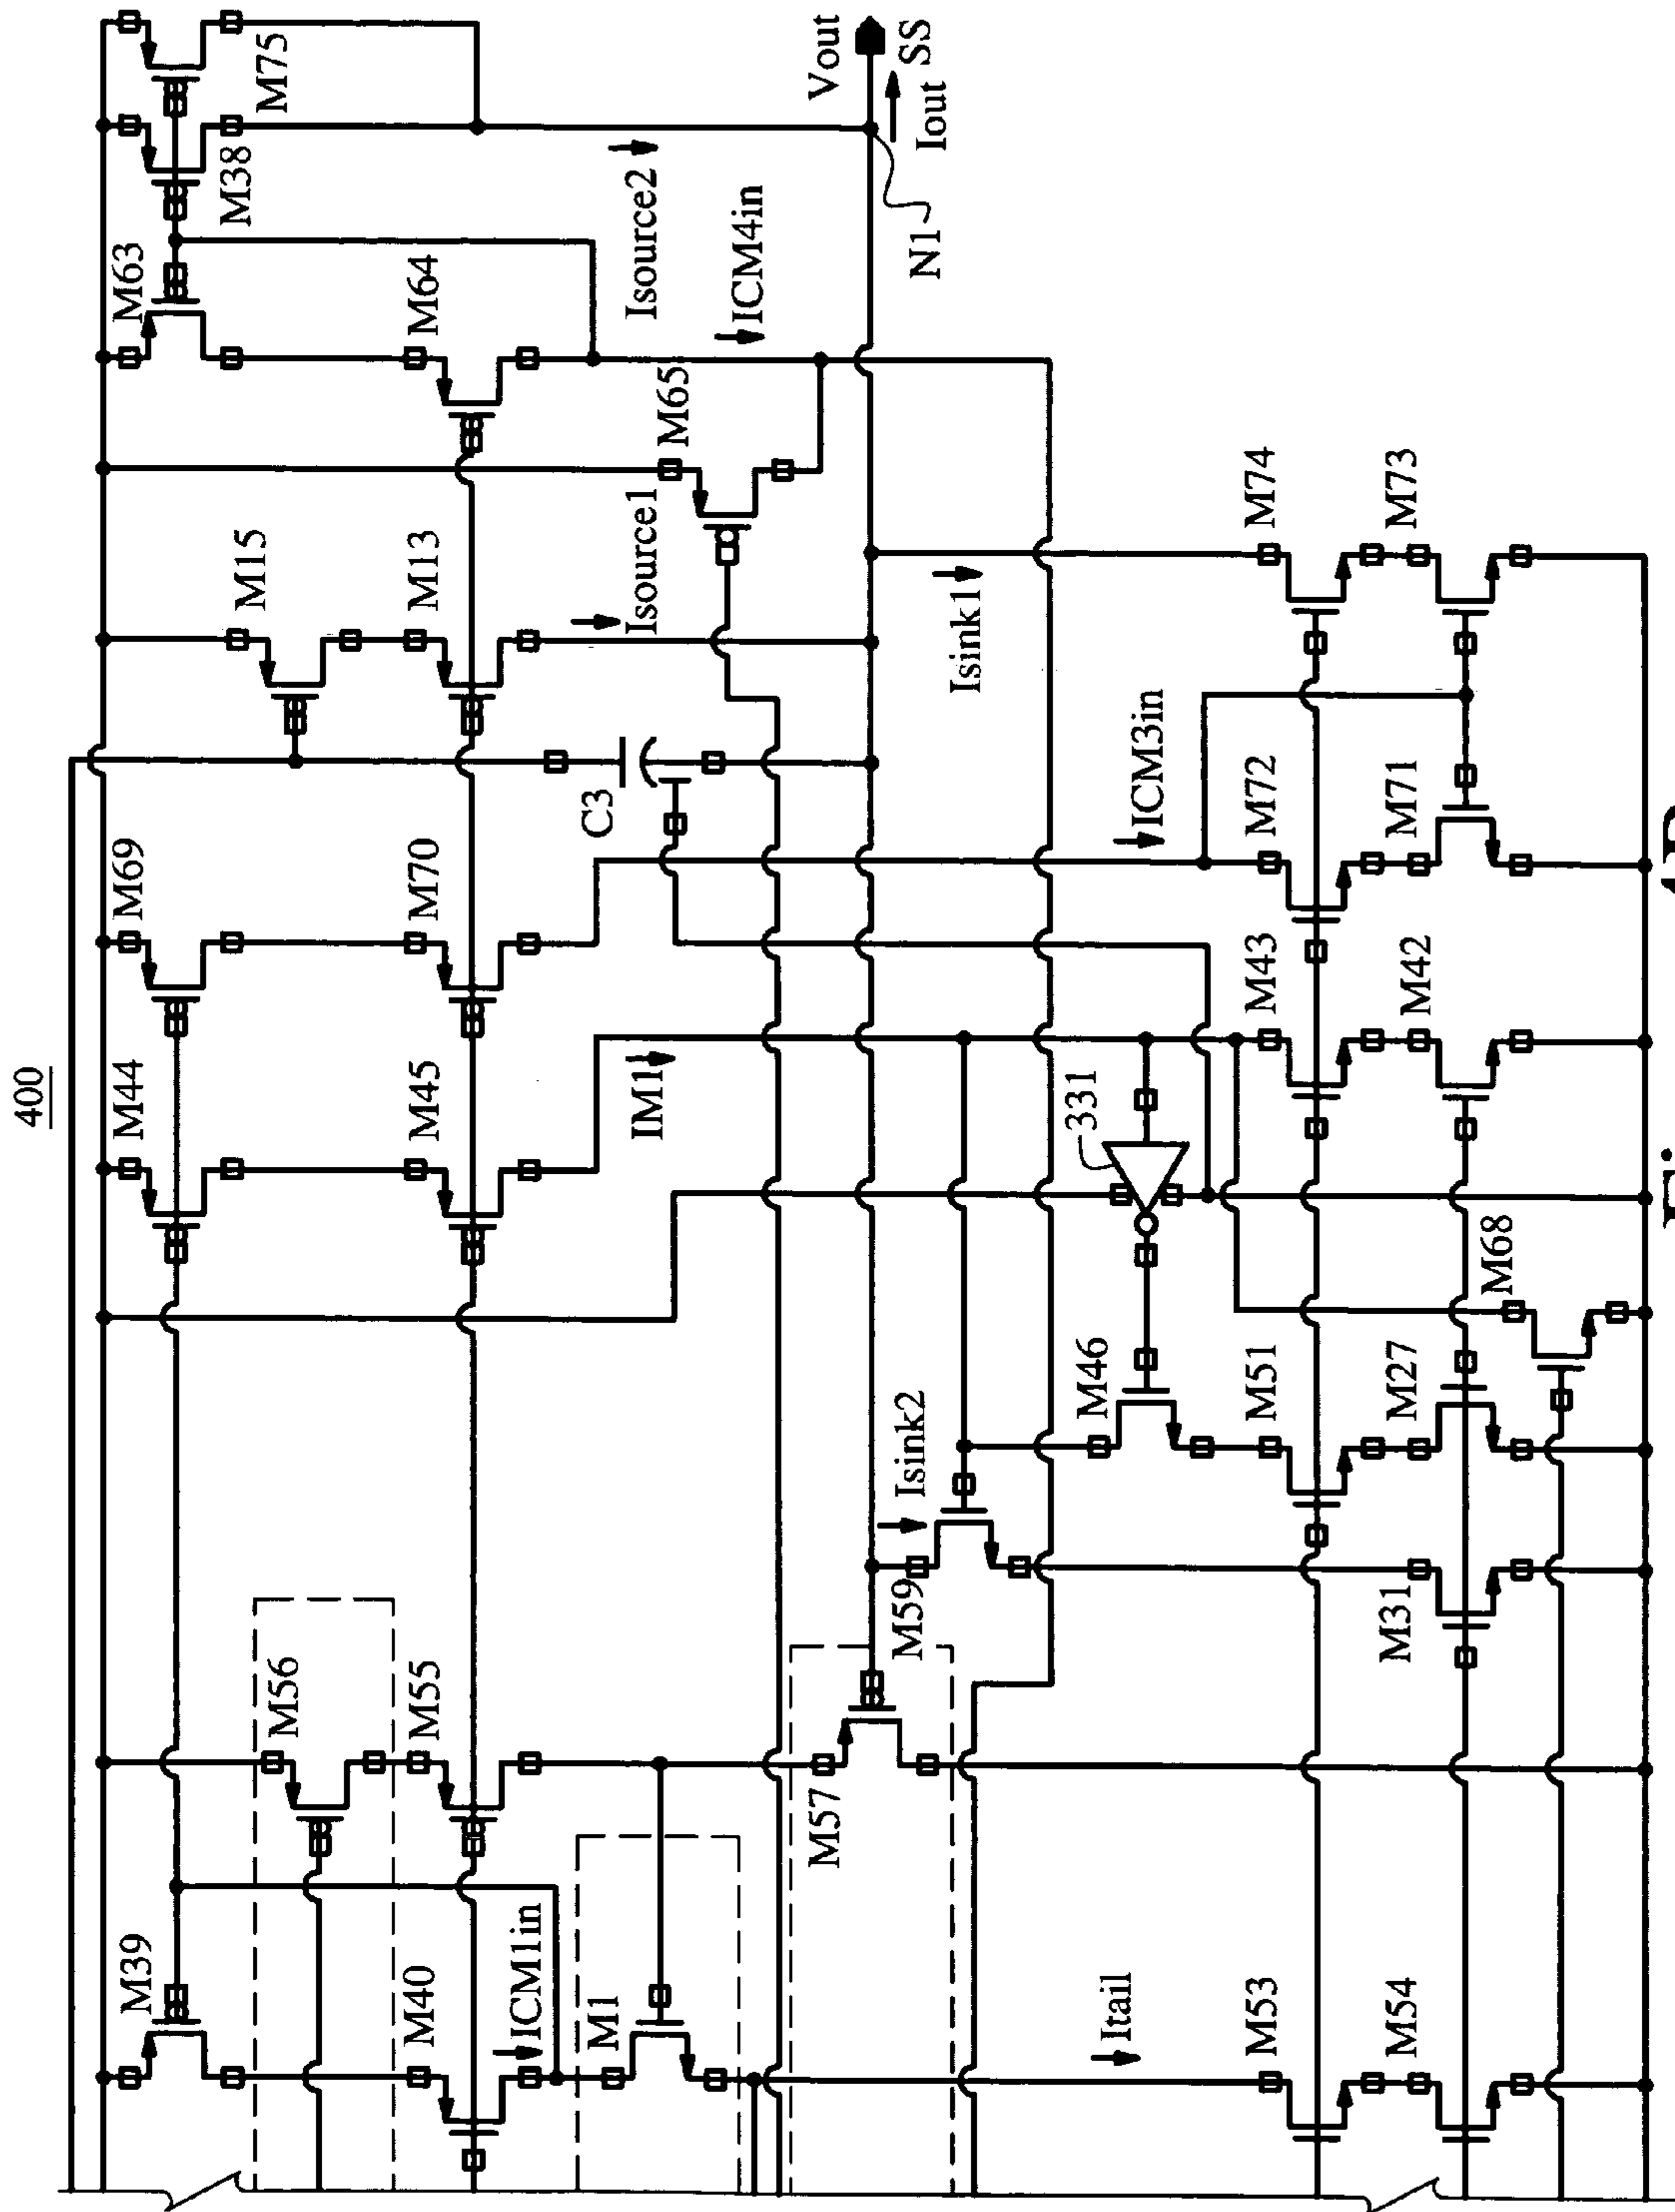 400
M39
M56
M44
M69
M15
M63
M38
M75
M40
M55
M45
M70
M13
M64
ICM1in
M1
IM1
C3
Isource1
M65
Isource2
ICM4in
M57
M59
Isink2
Vout
SS
Iout
N1
Isink1
M46
331
ICM3in
Itail
M53
M51
M43
M72
M74
M54
M31
M27
M42
M71
M73
M68